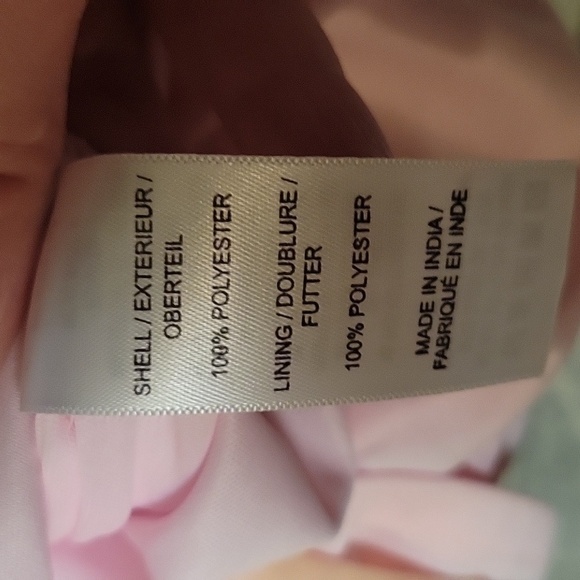 SHELL / EXTERIEUR /
OBERTEIL
100% POLYESTER
LINING / DOUBLURE /
FUTTER
100% POLYESTER
MADE IN INDIA /
FABRIQUÉ EN INDE